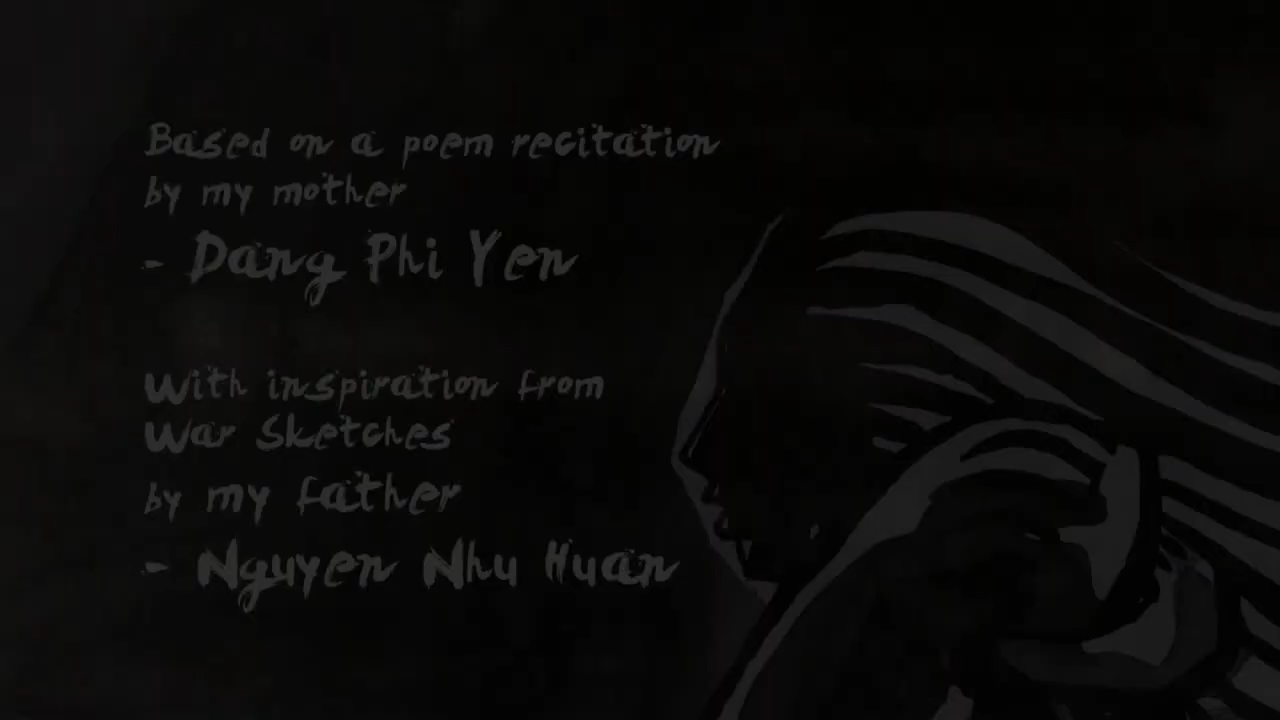 Based on a poem recitation
by my mother
- Dang Phi Yen
With inspiration from
War Sketches
by my father
- Nguyen Nhu Huan